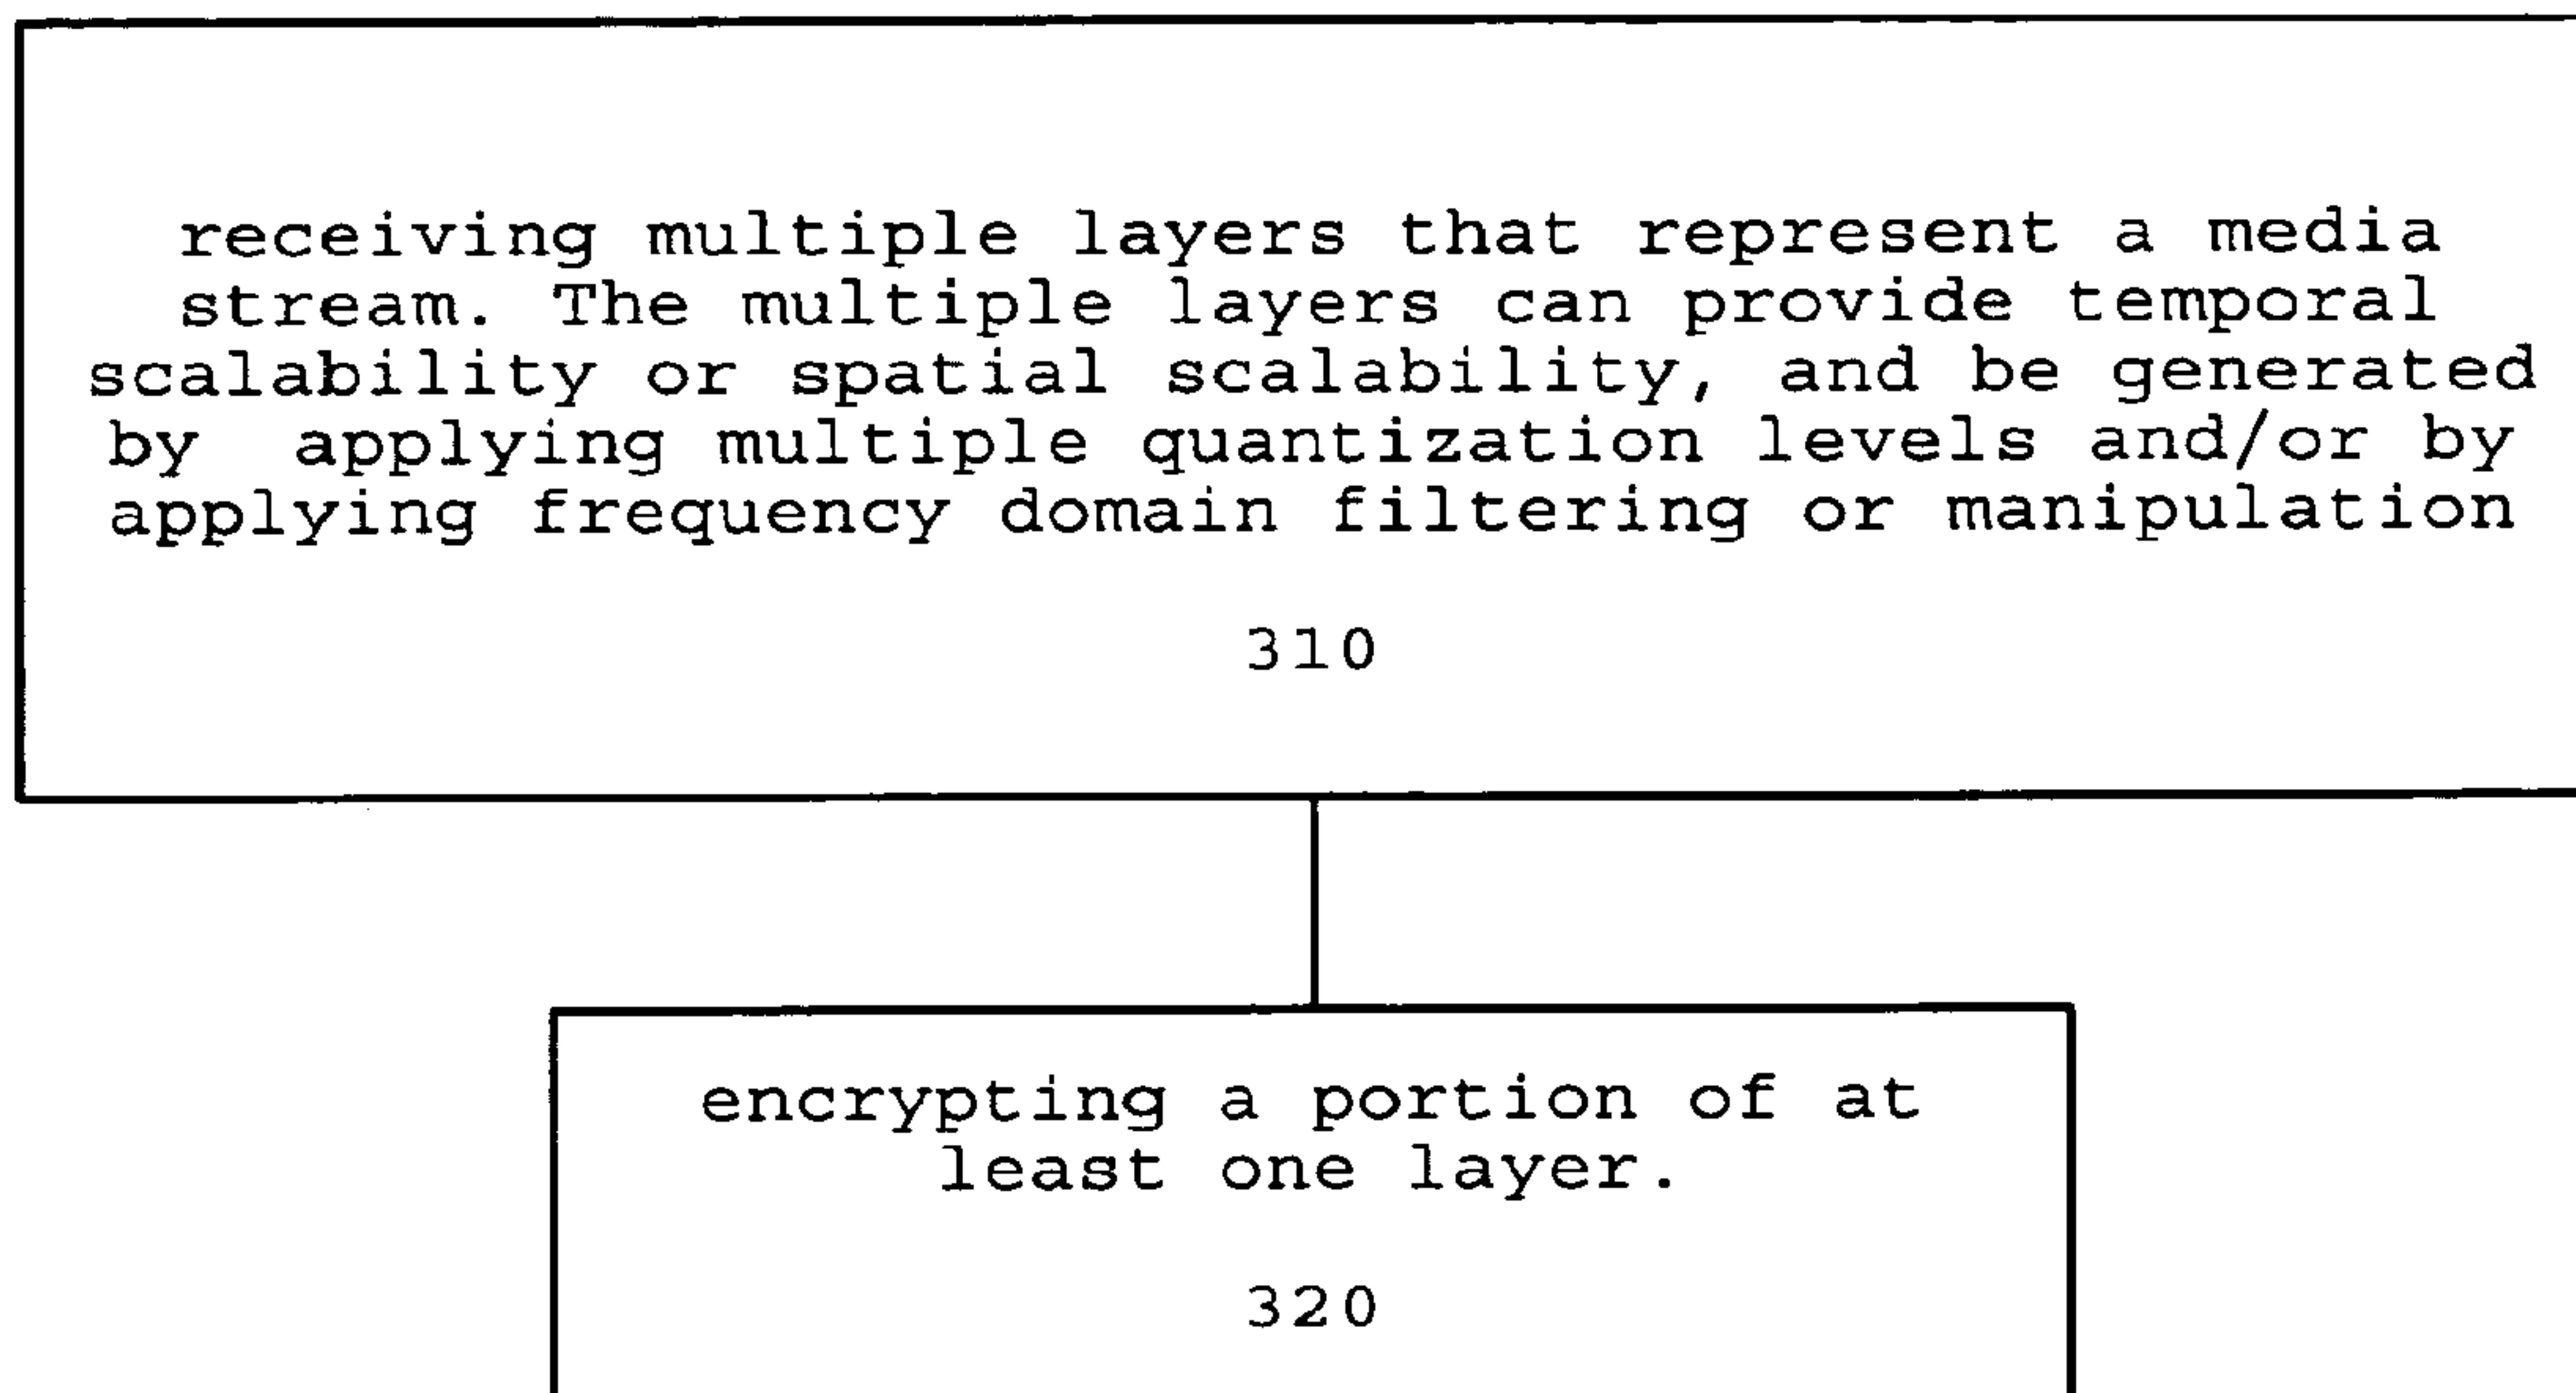 receiving multiple layers that represent a media
stream. The multiple layers can provide temporal
scalability or spatial scalability, and be generated
by applying multiple quantization levels and/or by
applying frequency domain filtering or manipulation
310
encrypting a portion of at
least one layer.
320